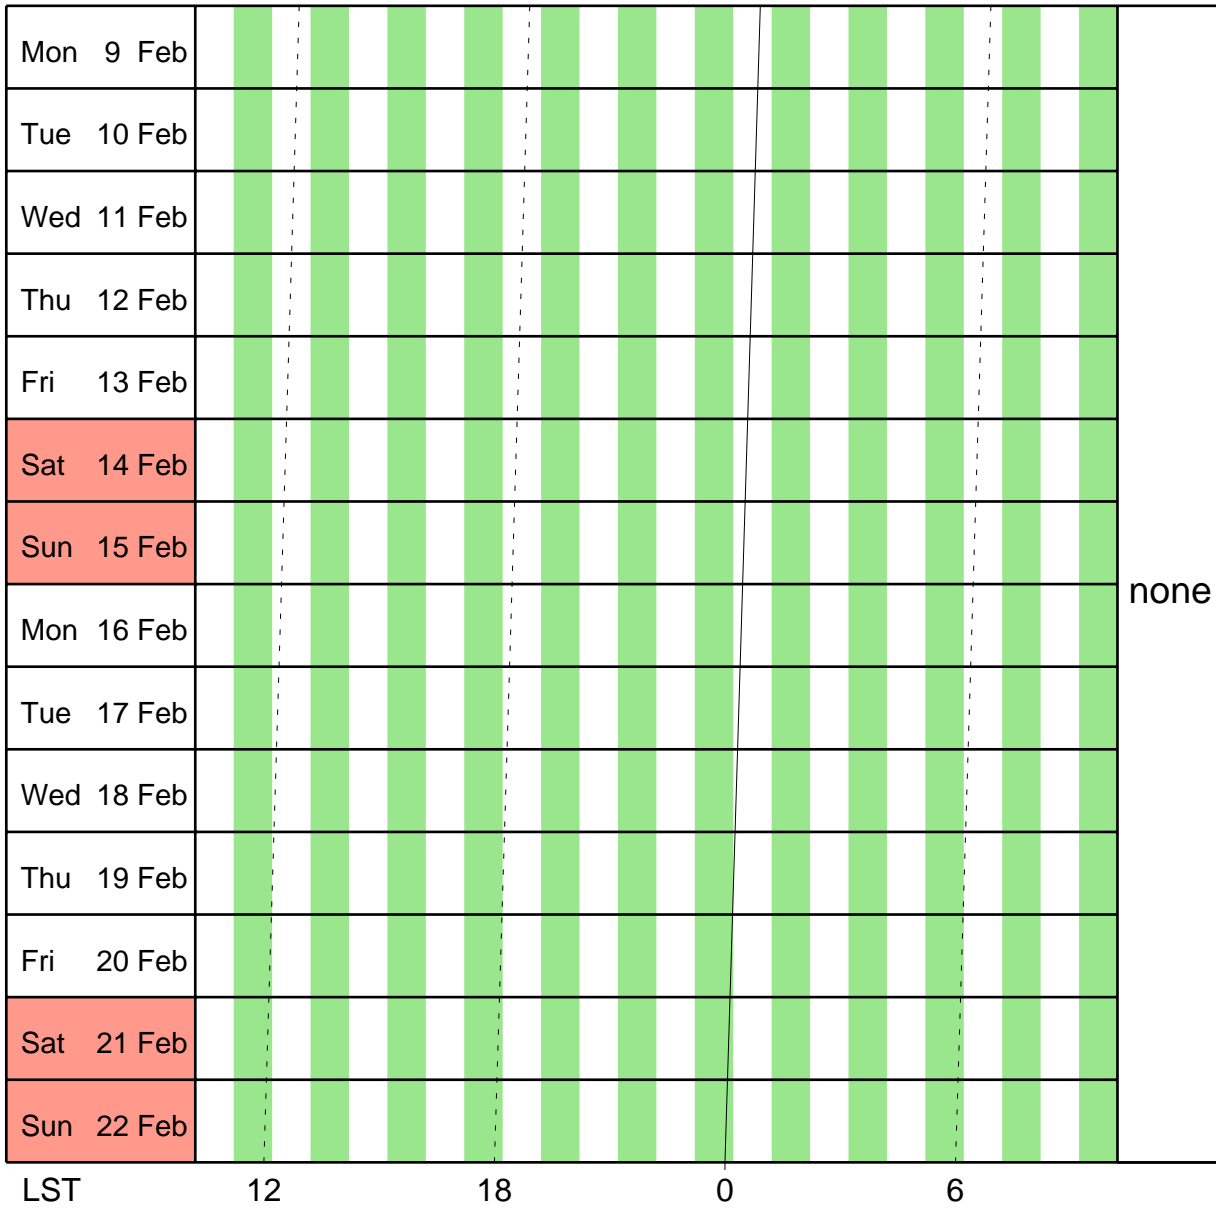 Mon 9 Feb
Tue 10 Feb
Wed 11 Feb
Thu 12 Feb
Fri 13 Feb
Sat 14 Feb
Sun 15 Feb
none
Mon 16 Feb
Tue 17 Feb
Wed 18 Feb
Thu 19 Feb
Fri 20 Feb
Sat 21 Feb
Sun 22 Feb
LST 12 18 0 6